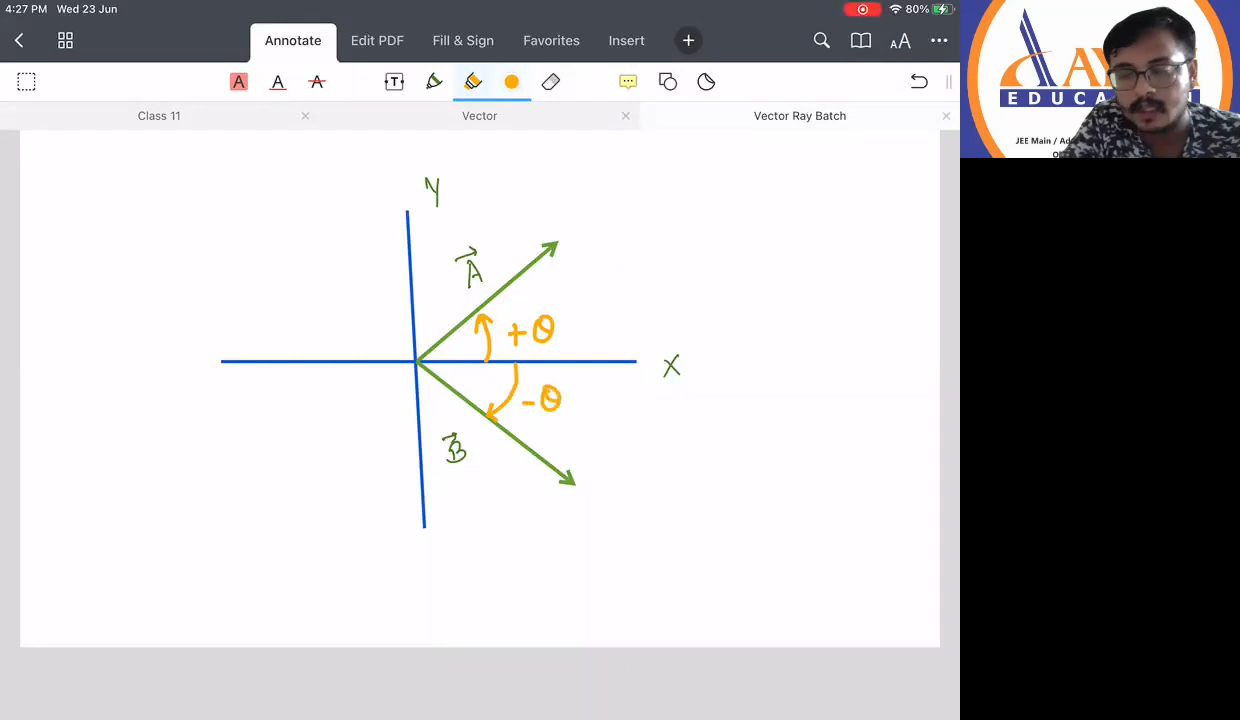 4:27 PM Wed 23 Jun
80%
Annotate Edit PDF Fill & Sign Favorites Insert
Class 11 Vector Vector Ray Batch
EDUCA
JEE Main / Ad
Y
A⃗
+θ
X
-θ
B⃗